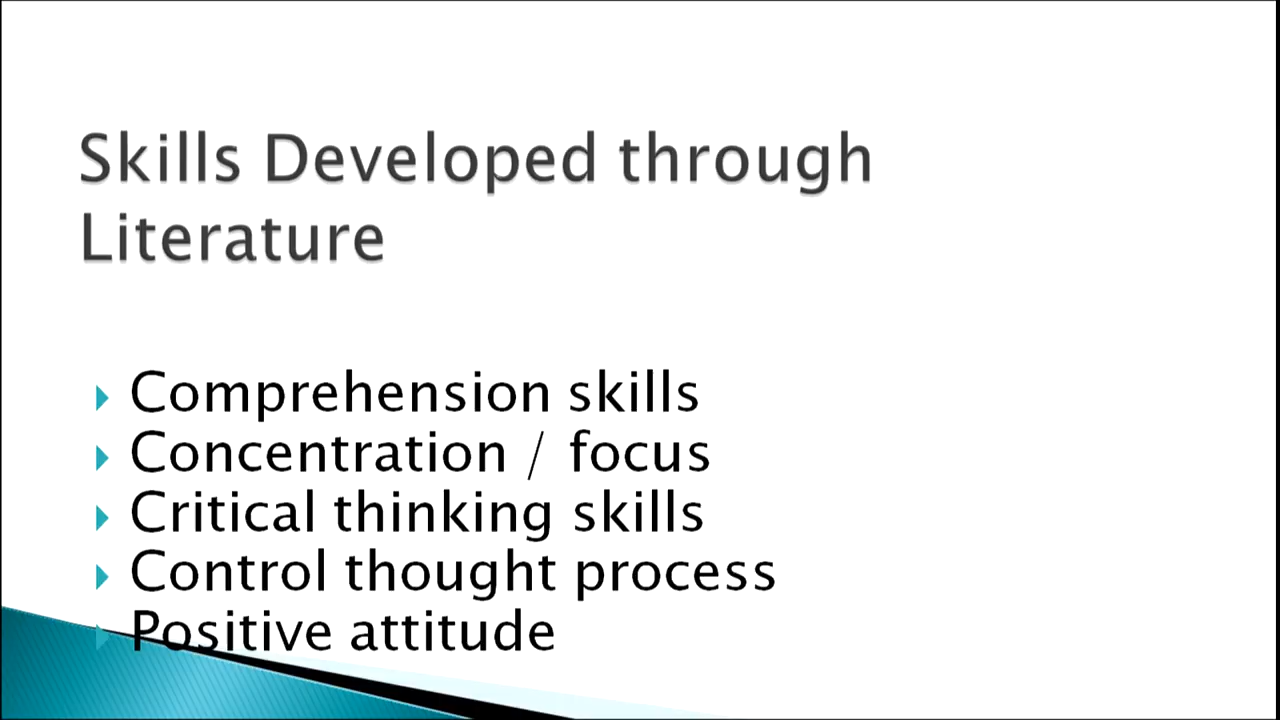 Skills Developed through
Literature
Comprehension skills
Concentration / focus
Critical thinking skills
Control thought process
Positive attitude